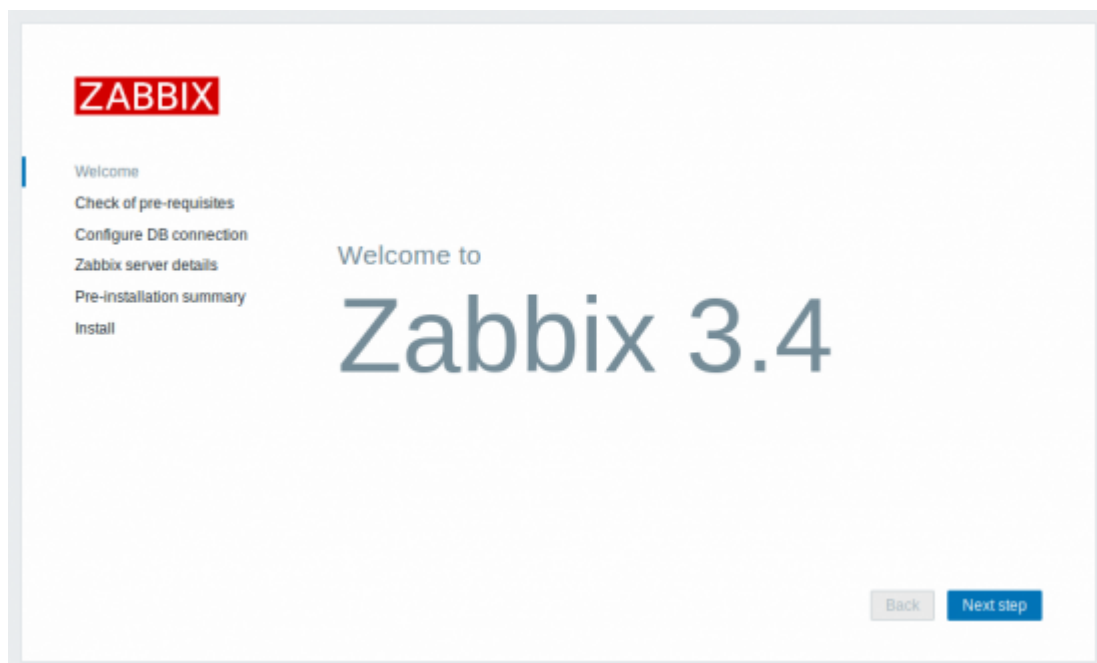 ZABBIX
Welcome
Check of pre-requisites
Configure DB connection
Zabbix server details
Pre-installation summary
Install
Welcome to
Zabbix 3.4
Back
Next step